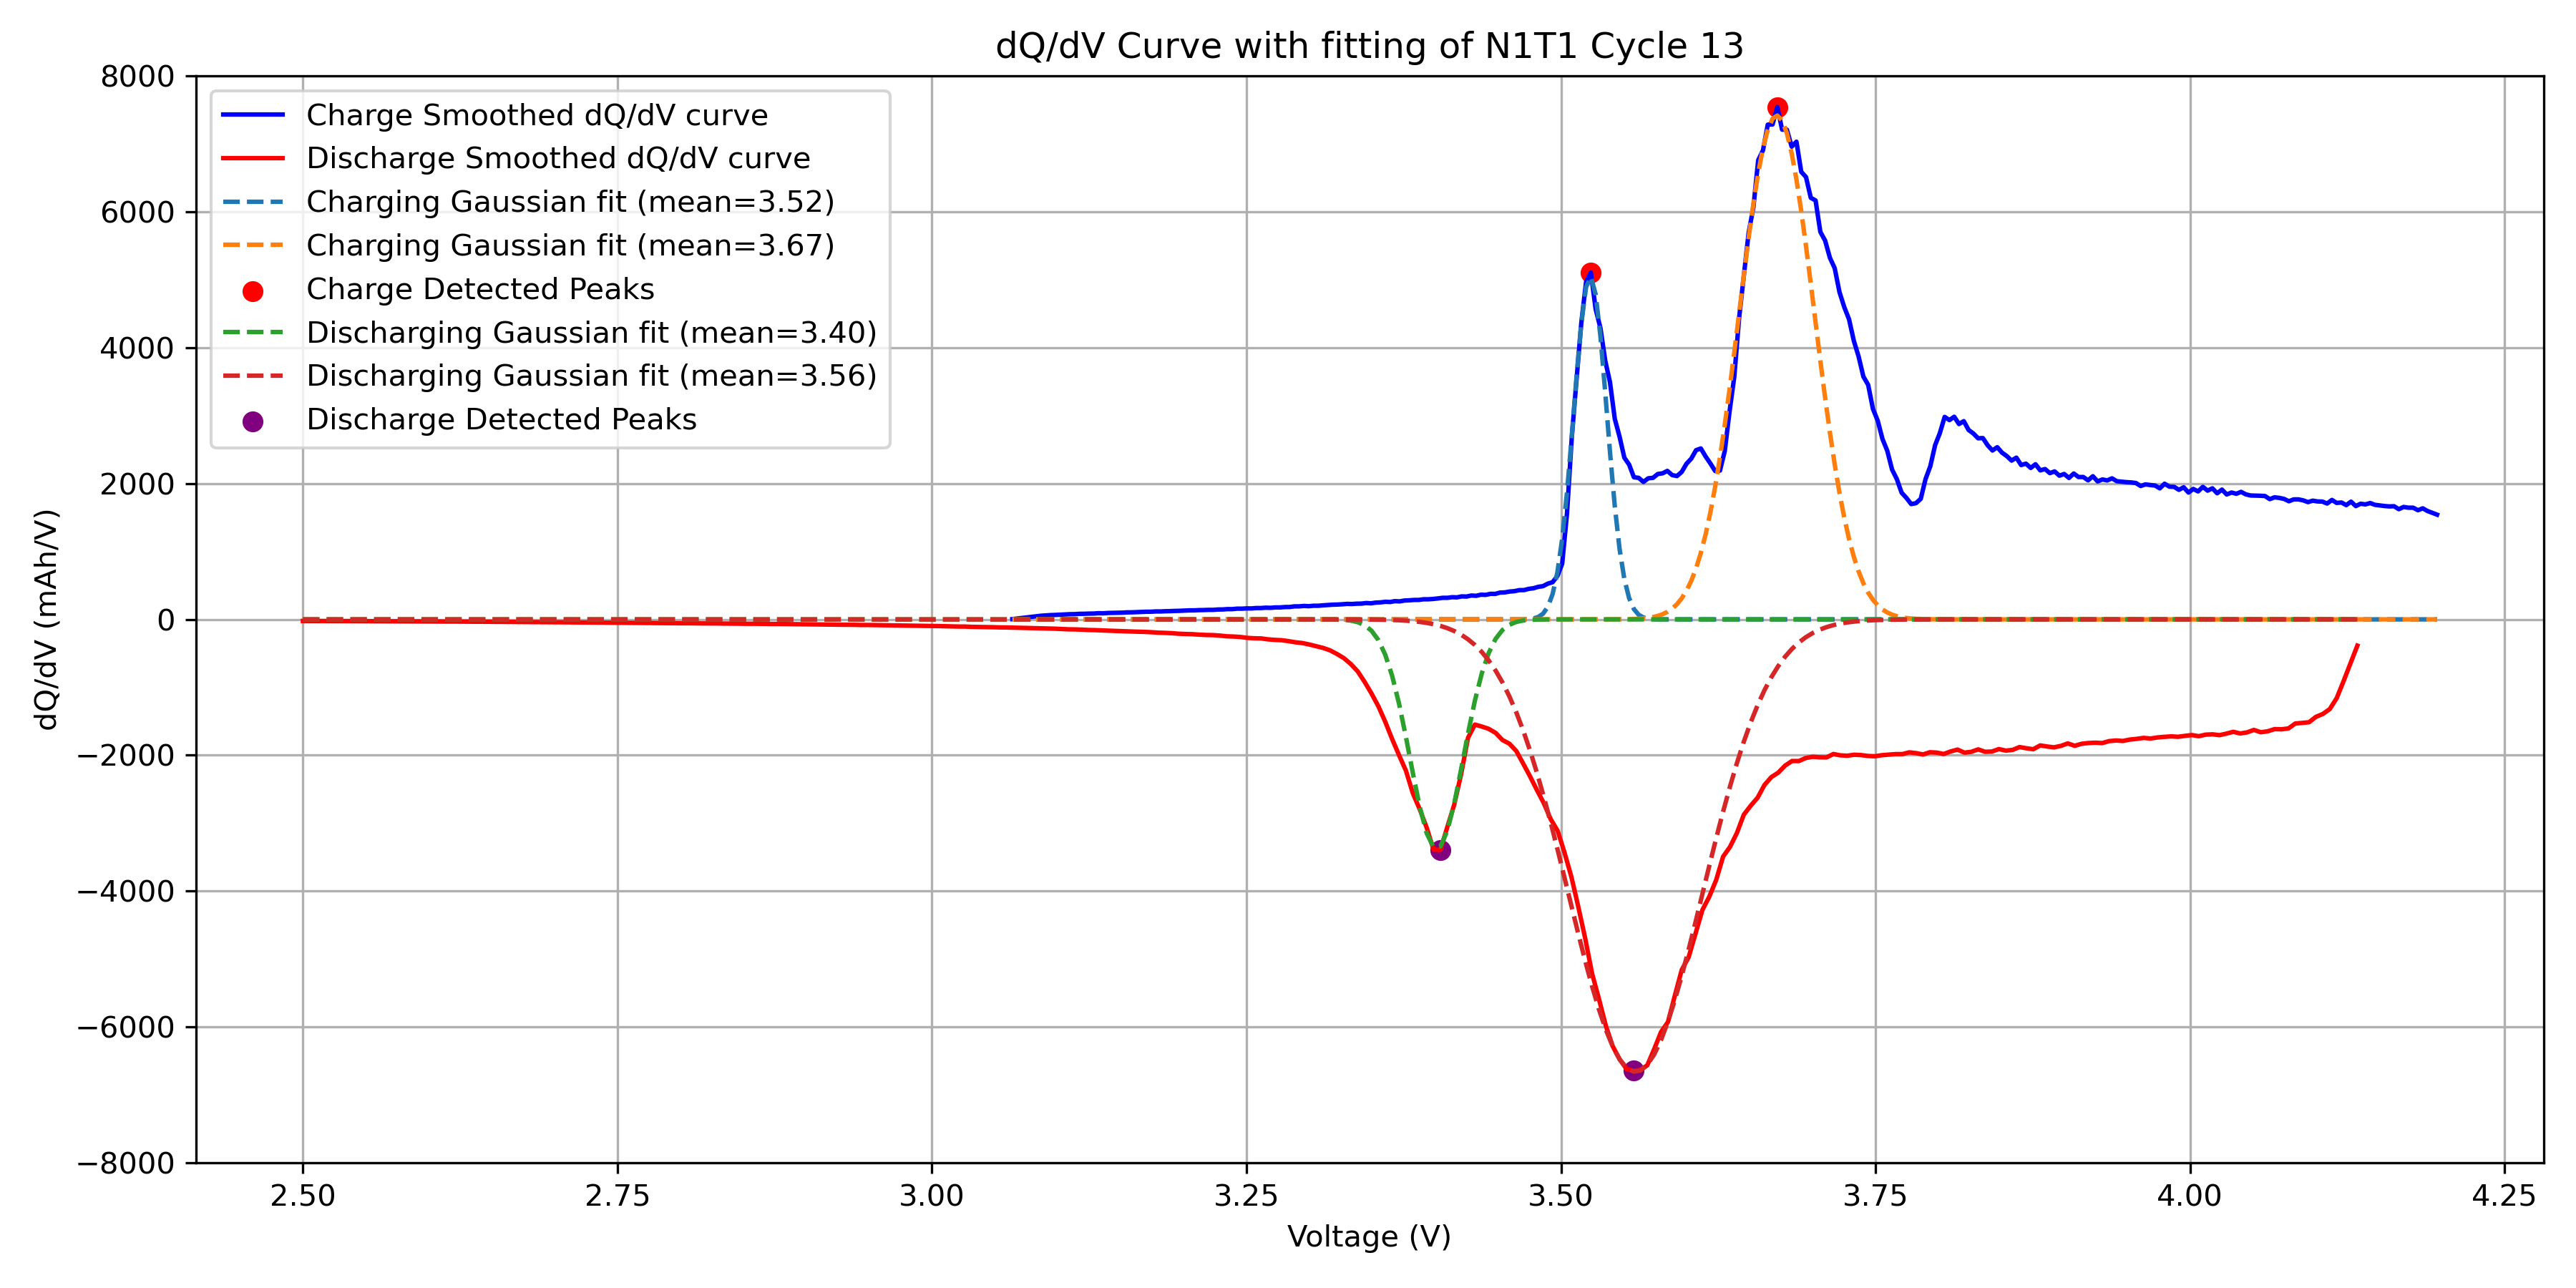 dQ/dV Curve with fitting of N1T1 Cycle 13
8000
6000
4000
2000
0
−2000
−4000
−6000
−8000
dQ/dV (mAh/V)
Charge Smoothed dQ/dV curve
Discharge Smoothed dQ/dV curve
Charging Gaussian fit (mean=3.52)
Charging Gaussian fit (mean=3.67)
Charge Detected Peaks
Discharging Gaussian fit (mean=3.40)
Discharging Gaussian fit (mean=3.56)
Discharge Detected Peaks
2.50 2.75 3.00 3.25 3.50 3.75 4.00 4.25
Voltage (V)